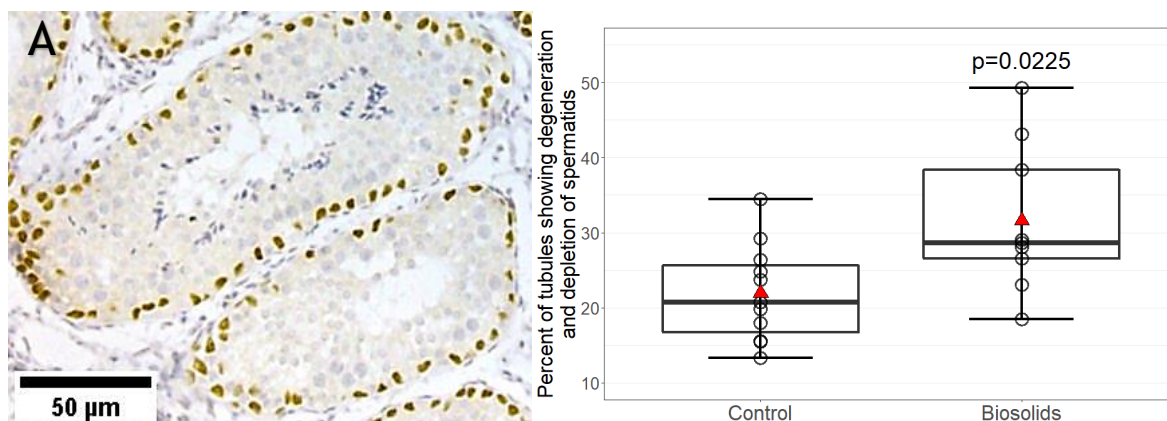 A
50 µm
Percent of tubules showing degeneration
and depletion of spermatids
p=0.0225
50
40
30
20
10
Control
Biosolids